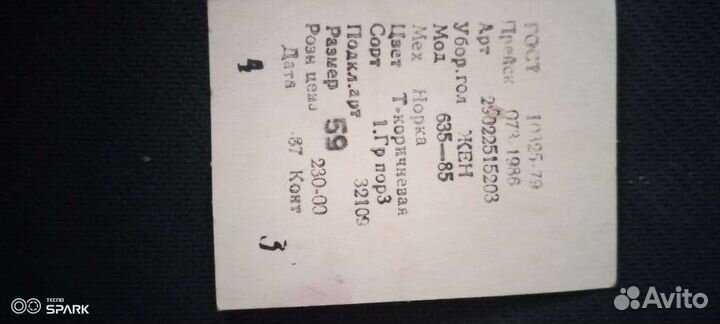 ГОСТ 10325-79
Прейск 073 1986
Арт 29022515203
Убор.гол ЖЕН
Мод 635—85
Мех Норка
Цвет Т-коричневая
Сорт 1.Гр пор3
Подкл.арт 32109
Размер 59
Розн цена 230-00
Дата -87 Конт
4 3
TECNO
SPARK
Avito